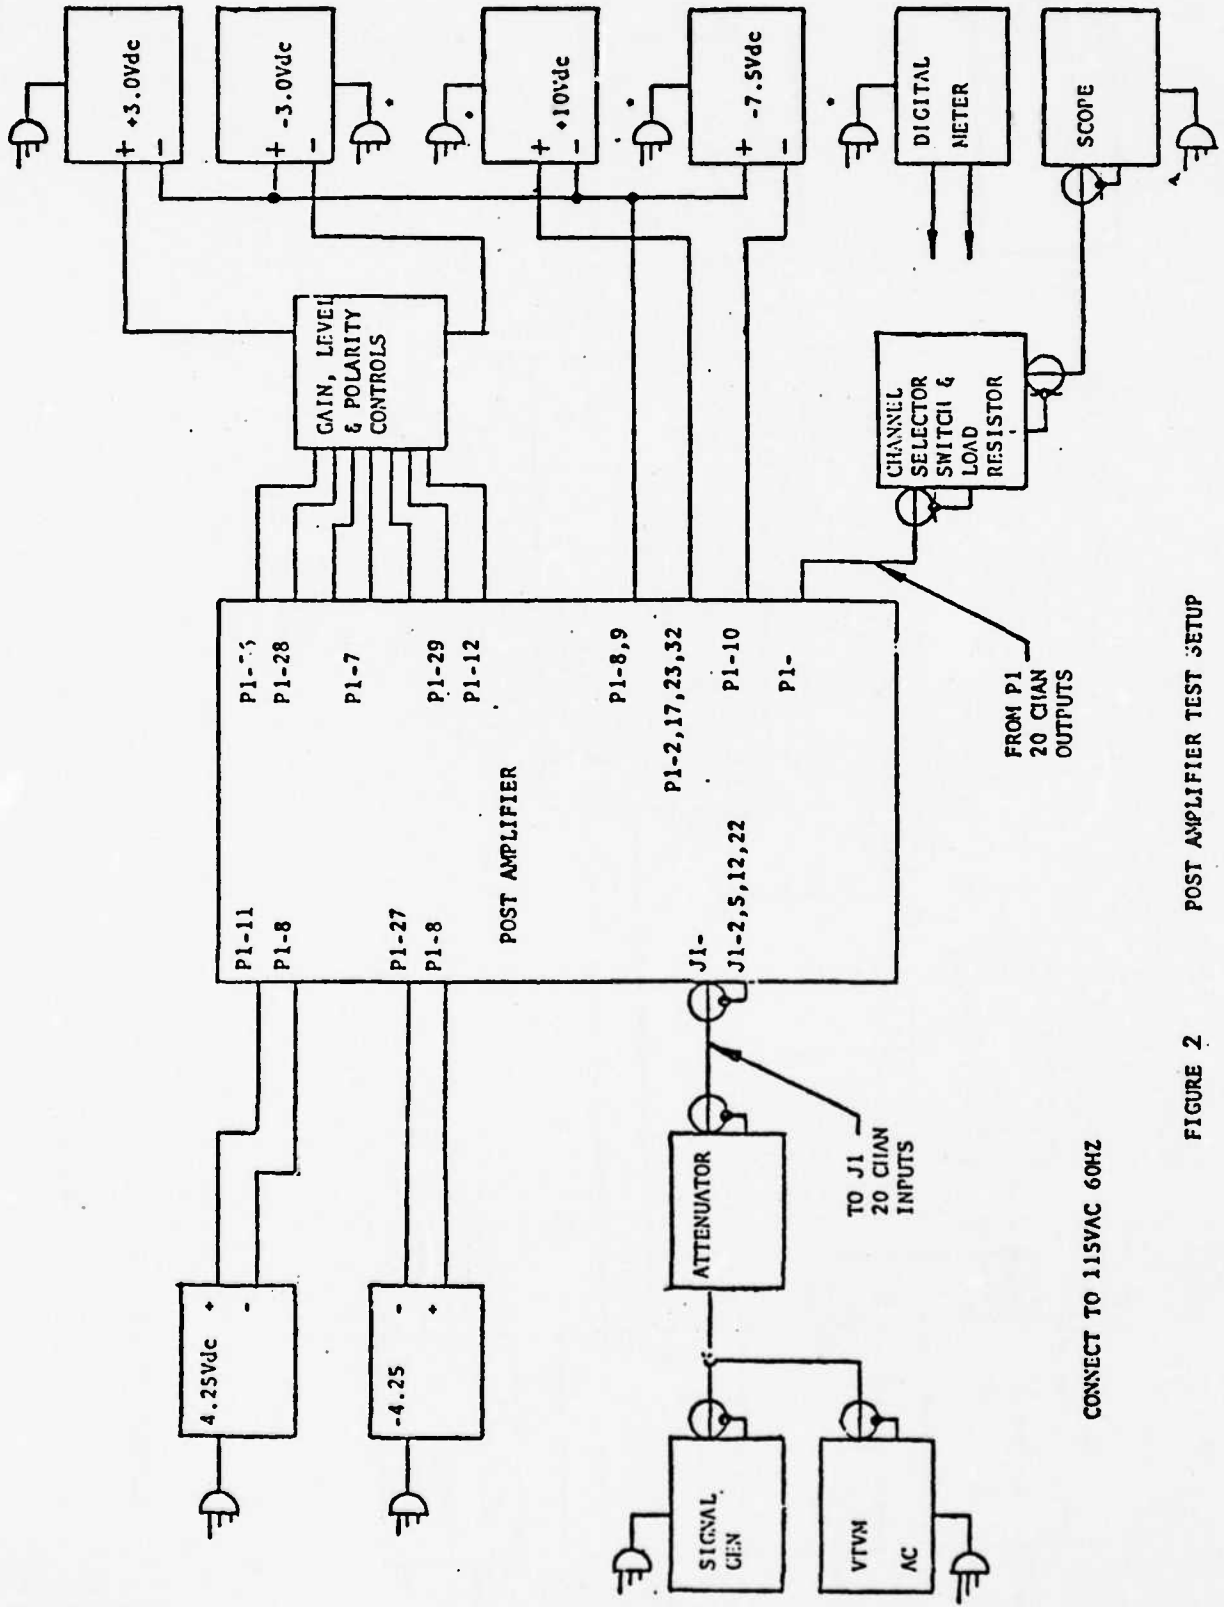 +3.0Vdc
+
-
-3.0Vdc
+
-
*
+10Vdc
+
-
*
-7.5Vdc
+
-
*
DIGITAL
METER
*
SCOPE
GAIN, LEVEL
& POLARITY
CONTROLS
CHANNEL
SELECTOR
SWITCH &
LOAD
RESISTOR
P1-28
P1-7
P1-29
P1-12
P1-8,9
P1-2,17,23,32
P1-10
P1-
FROM P1
20 CHAN
OUTPUTS
POST AMPLIFIER
P1-11
P1-8
P1-27
P1-8
J1-
J1-2,5,12,22
4.25Vdc
+
-
-4.25
-
+
ATTENUATOR
TO J1
20 CHAN
INPUTS
SIGNAL
GEN
VTVM
AC
CONNECT TO 115VAC 60HZ
FIGURE 2 POST AMPLIFIER TEST SETUP